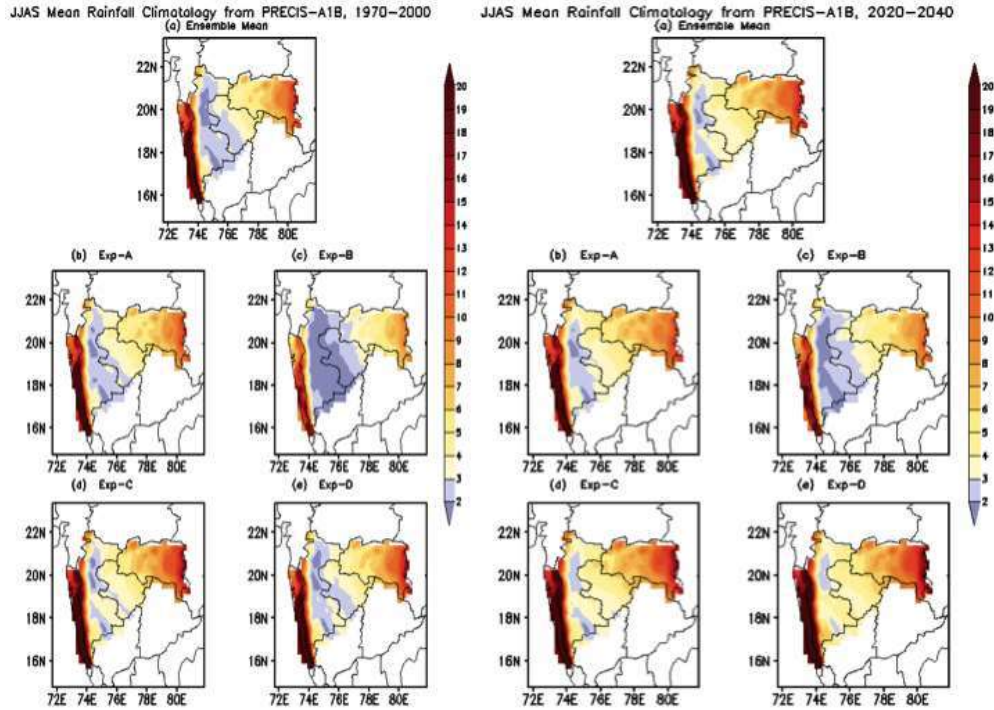 JJAS Mean Rainfall Climatology from PRECIS-A1B, 1970-2000
(a) Ensemble Mean
22N
20N
18N
16N
72E 74E 76E 78E 80E
20
19
18
17
16
15
14
13
12
11
10
9
8
7
6
5
4
3
2
(b) Exp-A
22N
20N
18N
16N
72E 74E 76E 78E 80E
(c) Exp-B
72E 74E 76E 78E 80E
(d) Exp-C
22N
20N
18N
16N
72E 74E 76E 78E 80E
(e) Exp-D
72E 74E 76E 78E 80E
JJAS Mean Rainfall Climatology from PRECIS-A1B, 2020-2040
(a) Ensemble Mean
22N
20N
18N
16N
72E 74E 76E 78E 80E
20
19
18
17
16
15
14
13
12
11
10
9
8
7
6
5
4
3
2
(b) Exp-A
22N
20N
18N
16N
72E 74E 76E 78E 80E
(c) Exp-B
72E 74E 76E 78E 80E
(d) Exp-C
22N
20N
18N
16N
72E 74E 76E 78E 80E
(e) Exp-D
72E 74E 76E 78E 80E